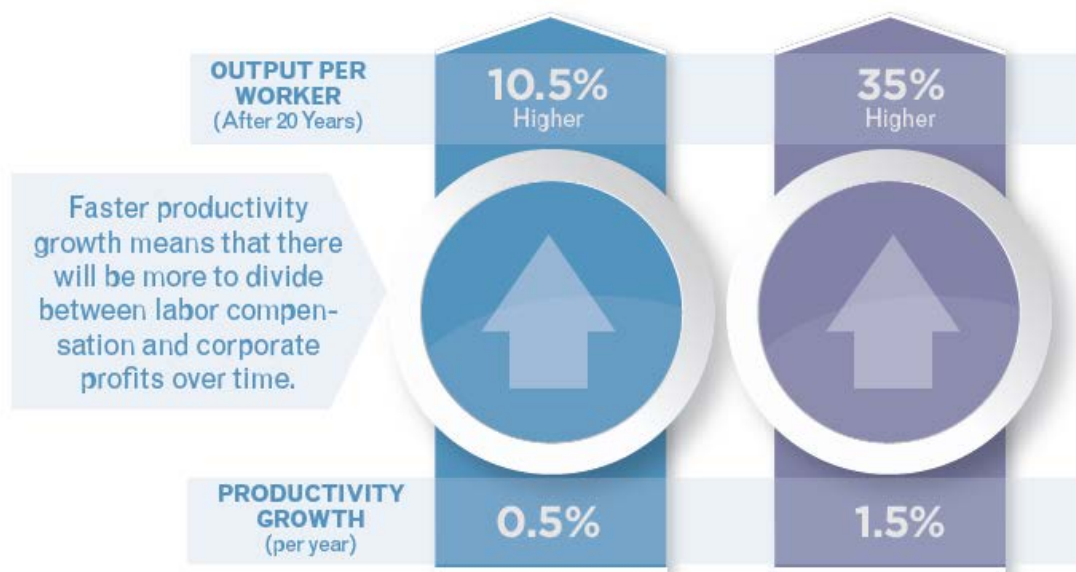 OUTPUT PER
WORKER
(After 20 Years)
10.5%
Higher
35%
Higher
Faster productivity
growth means that there
will be more to divide
between labor compen-
sation and corporate
profits over time.
PRODUCTIVITY
GROWTH
(per year)
0.5%
1.5%